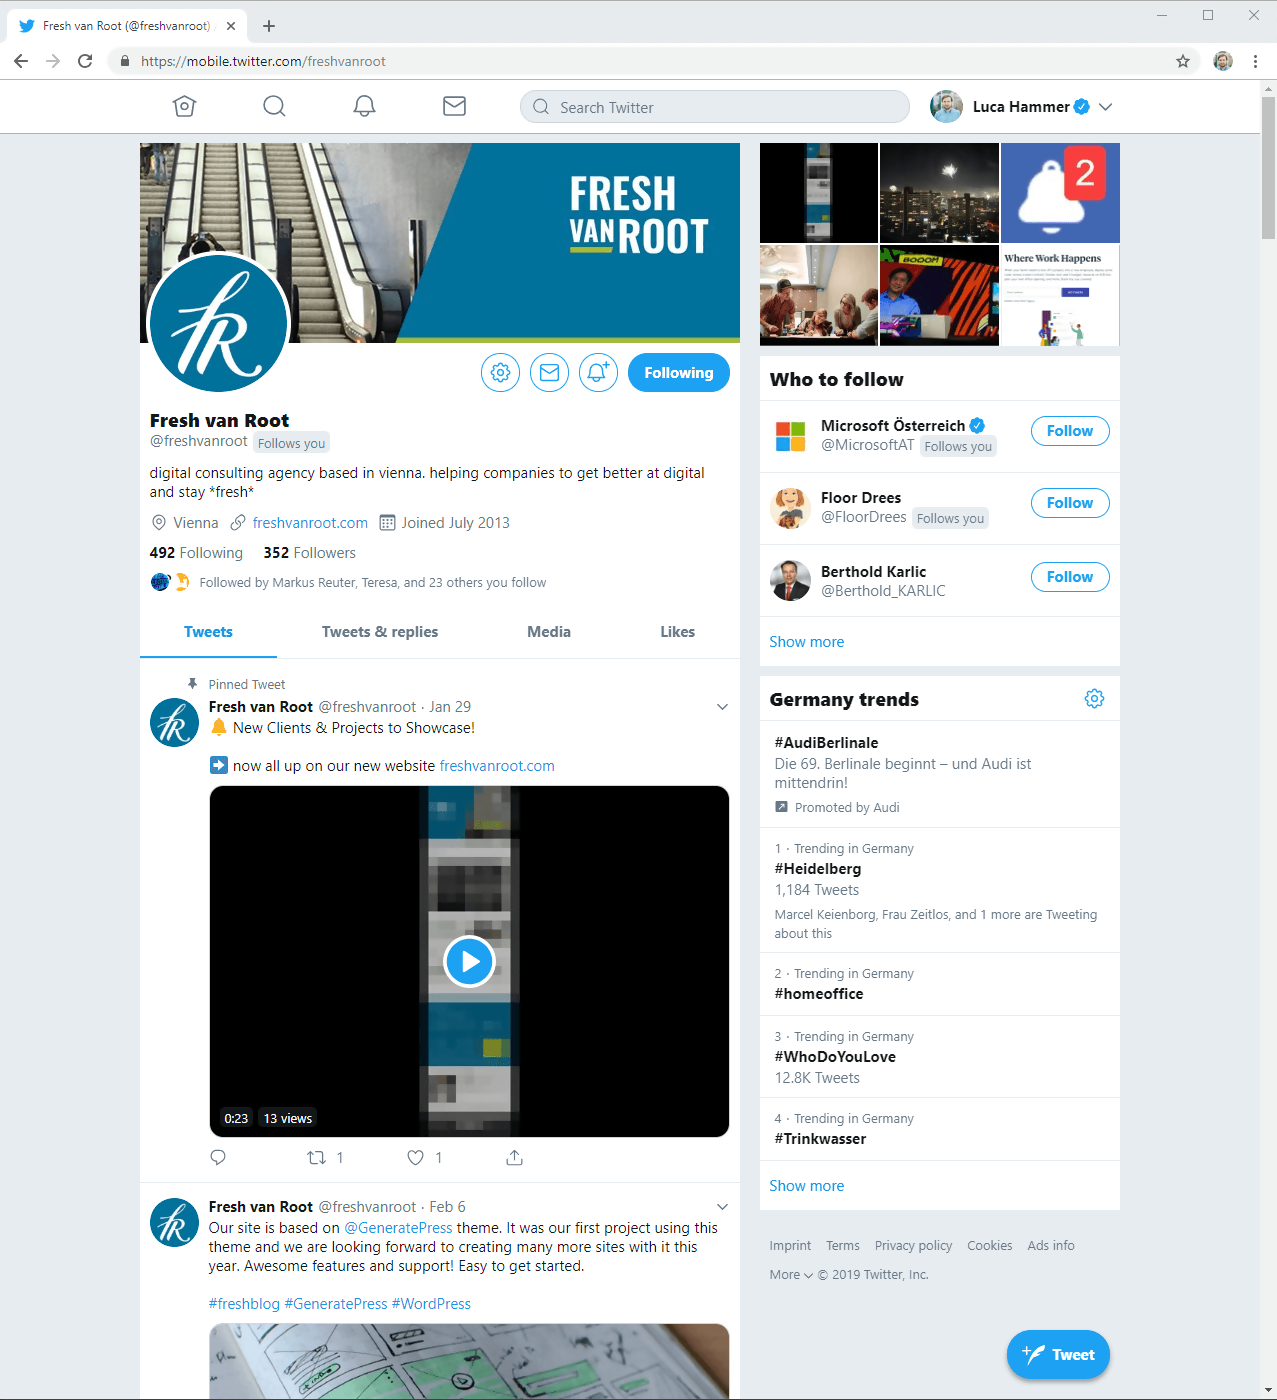 Fresh van Root (@freshvanroot)
https://mobile.twitter.com/freshvanroot
Search Twitter
Luca Hammer
FRESH
VAN ROOT
fR
Following
Fresh van Root
@freshvanroot Follows you
digital consulting agency based in vienna. helping companies to get better at digital
and stay *fresh*
Vienna freshvanroot.com Joined July 2013
492 Following 352 Followers
Followed by Markus Reuter, Teresa, and 23 others you follow
Tweets Tweets & replies Media Likes
Pinned Tweet
Fresh van Root @freshvanroot · Jan 29
🔔 New Clients & Projects to Showcase!
➡ now all up on our new website freshvanroot.com
0:23 13 views
1 1
Fresh van Root @freshvanroot · Feb 6
Our site is based on @GeneratePress theme. It was our first project using this
theme and we are looking forward to creating many more sites with it this
year. Awesome features and support! Easy to get started.
#freshblog #GeneratePress #WordPress
2
BOOOM
Where Work Happens
Who to follow
Microsoft Österreich
@MicrosoftAT Follows you
Follow
Floor Drees
@FloorDrees Follows you
Follow
Berthold Karlic
@Berthold_KARLIC
Follow
Show more
Germany trends
#AudiBerlinale
Die 69. Berlinale beginnt – und Audi ist
mittendrin!
Promoted by Audi
1 · Trending in Germany
#Heidelberg
1,184 Tweets
Marcel Keienborg, Frau Zeitlos, and 1 more are Tweeting
about this
2 · Trending in Germany
#homeoffice
3 · Trending in Germany
#WhoDoYouLove
12.8K Tweets
4 · Trending in Germany
#Trinkwasser
Show more
Imprint Terms Privacy policy Cookies Ads info
More © 2019 Twitter, Inc.
Tweet